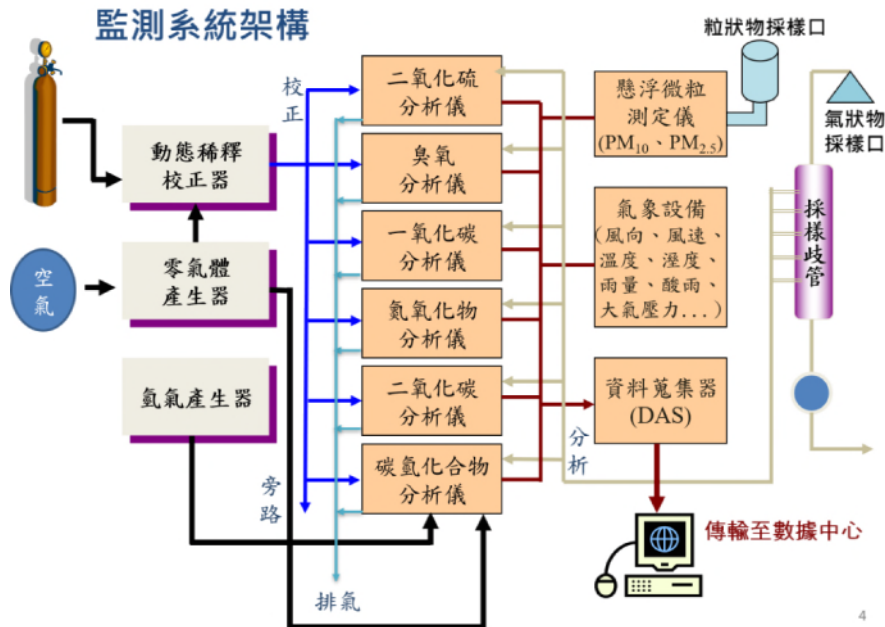 監測系統架構
粒狀物採樣口
氣狀物
採樣口
校正
二氧化硫
分析儀
懸浮微粒
測定儀
(PM₁₀、PM₂.₅)
動態稀釋
校正器
臭氧
分析儀
採樣歧管
空氣
零氣體
產生器
一氧化碳
分析儀
氣象設備
(風向、風速、
溫度、溼度、
雨量、酸雨、
大氣壓力...)
氮氧化物
分析儀
氫氣產生器
二氧化碳
分析儀
資料蒐集器
(DAS)
分析
旁路
碳氫化合物
分析儀
傳輸至數據中心
排氣
4